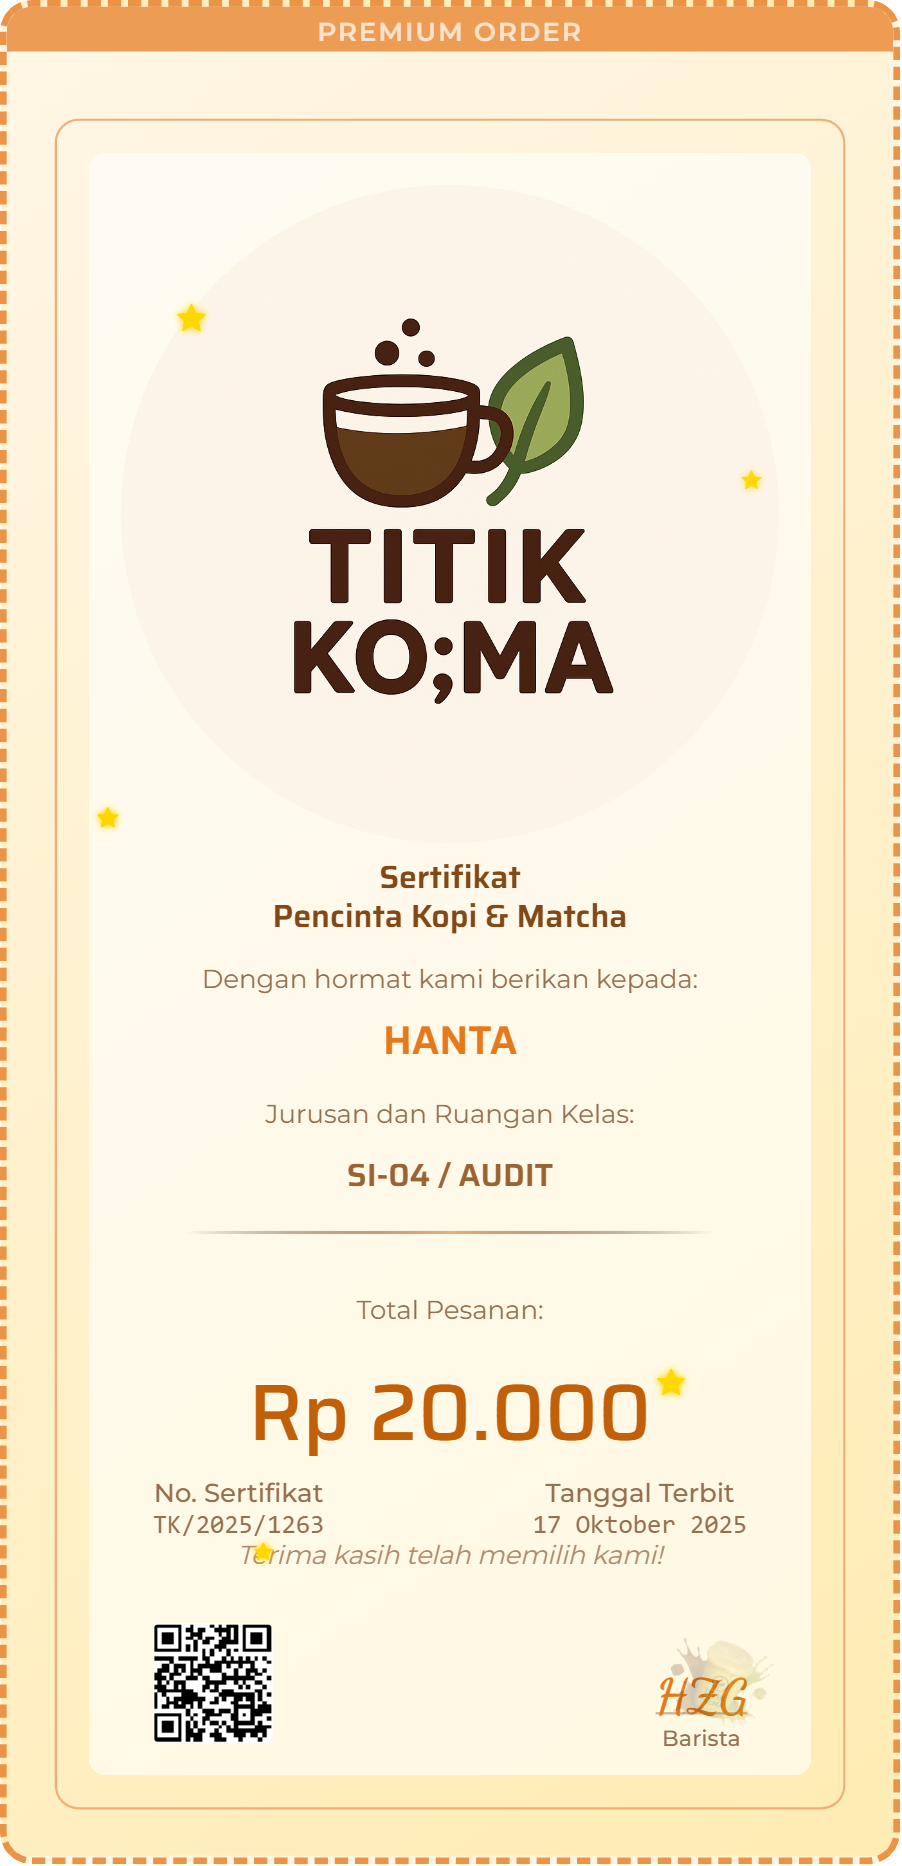 PREMIUM ORDER
TITIK
KO;MA
Sertifikat
Pencinta Kopi & Matcha
Dengan hormat kami berikan kepada:
HANTA
Jurusan dan Ruangan Kelas:
SI-04 / AUDIT
Total Pesanan:
Rp 20.000
No. Sertifikat
TK/2025/1263
Tanggal Terbit
17 Oktober 2025
Terima kasih telah memilih kami!
HZG
Barista